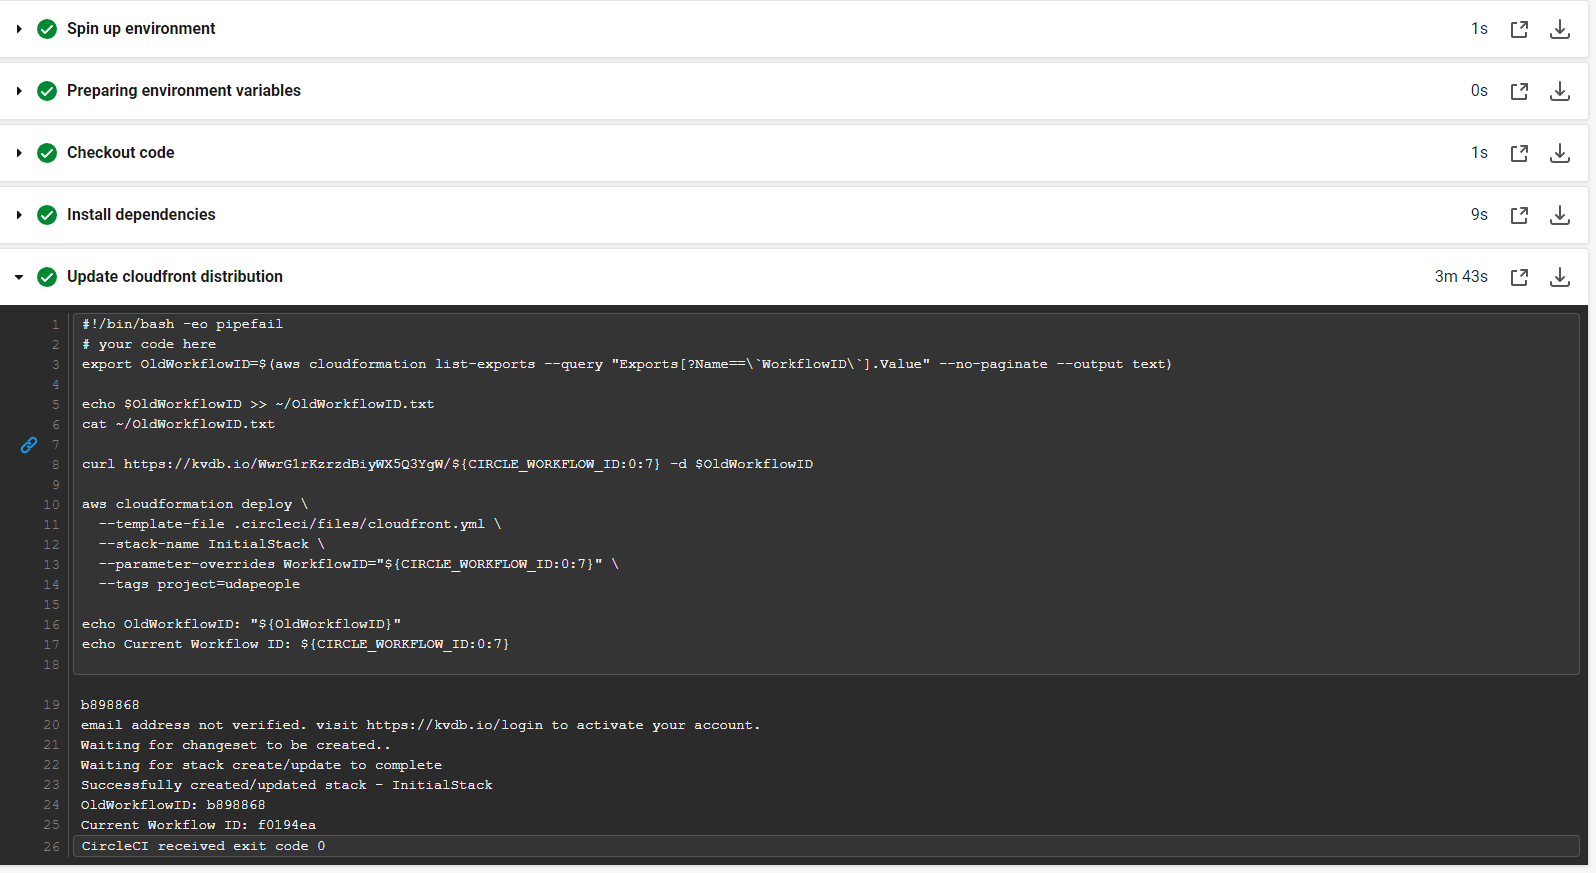 Spin up environment 1s
Preparing environment variables 0s
Checkout code 1s
Install dependencies 9s
Update cloudfront distribution 3m 43s
1 #!/bin/bash -eo pipefail
2 # your code here
3 export OldWorkflowID=$(aws cloudformation list-exports --query "Exports[?Name==\`WorkflowID\`].Value" --no-paginate --output text)
4
5 echo $OldWorkflowID >> ~/OldWorkflowID.txt
6 cat ~/OldWorkflowID.txt
7
8 curl https://kvdb.io/WwrG1rKzrzdBiyWX5Q3YgW/${CIRCLE_WORKFLOW_ID:0:7} -d $OldWorkflowID
9
10 aws cloudformation deploy \
11   --template-file .circleci/files/cloudfront.yml \
12   --stack-name InitialStack \
13   --parameter-overrides WorkflowID="${CIRCLE_WORKFLOW_ID:0:7}" \
14   --tags project=udapeople
15
16 echo OldWorkflowID: "${OldWorkflowID}"
17 echo Current Workflow ID: ${CIRCLE_WORKFLOW_ID:0:7}
18
19 b898868
20 email address not verified. visit https://kvdb.io/login to activate your account.
21 Waiting for changeset to be created..
22 Waiting for stack create/update to complete
23 Successfully created/updated stack - InitialStack
24 OldWorkflowID: b898868
25 Current Workflow ID: f0194ea
26 CircleCI received exit code 0